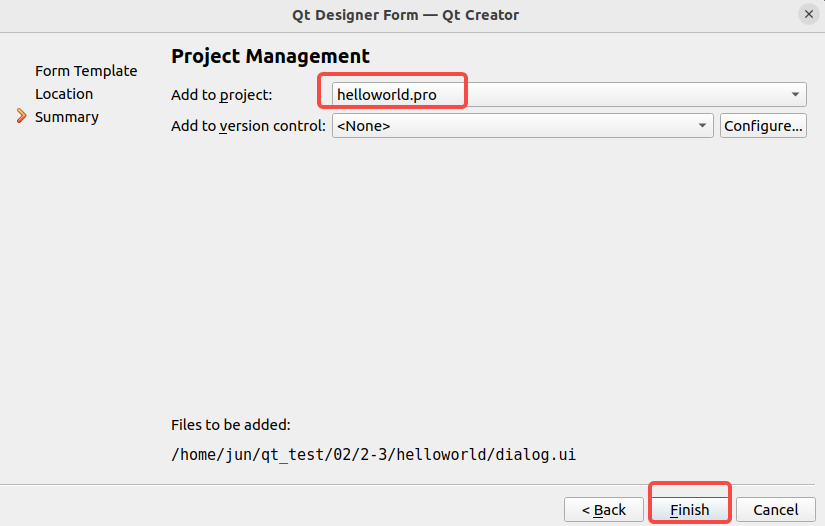 Qt Designer Form — Qt Creator
Project Management
Form Template
Location
Summary
Add to project:
helloworld.pro
Add to version control:
<None>
Configure...
Files to be added:
/home/jun/qt_test/02/2-3/helloworld/dialog.ui
< Back
Finish
Cancel